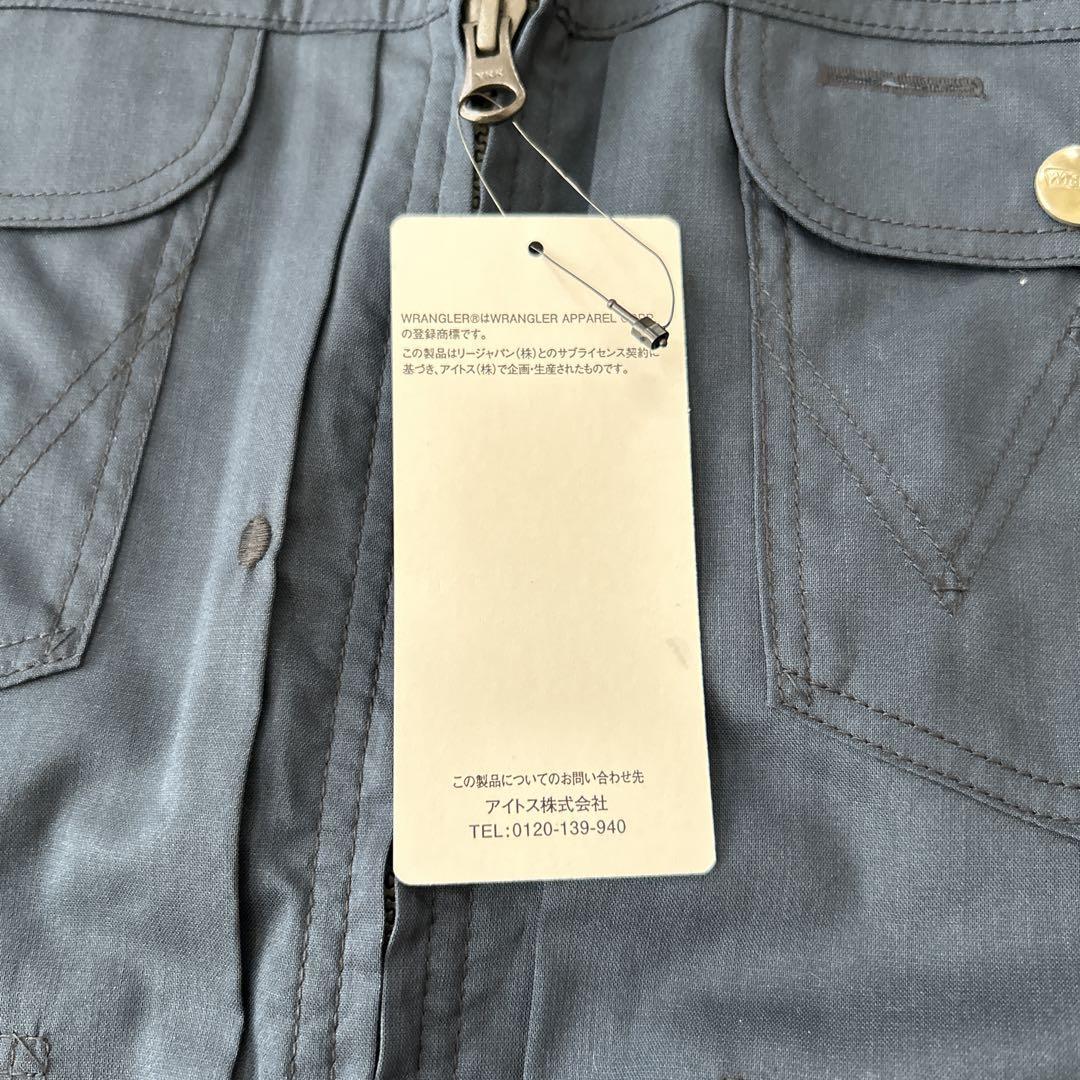 YKK
WRANGLER®はWRANGLER APPAREL CORP.
の登録商標です。
この製品はリージャパン(株)とのサブライセンス契約に
基づき、アイトス(株)で企画・生産されたものです。
この製品についてのお問い合わせ先
アイトス株式会社
TEL:0120-139-940